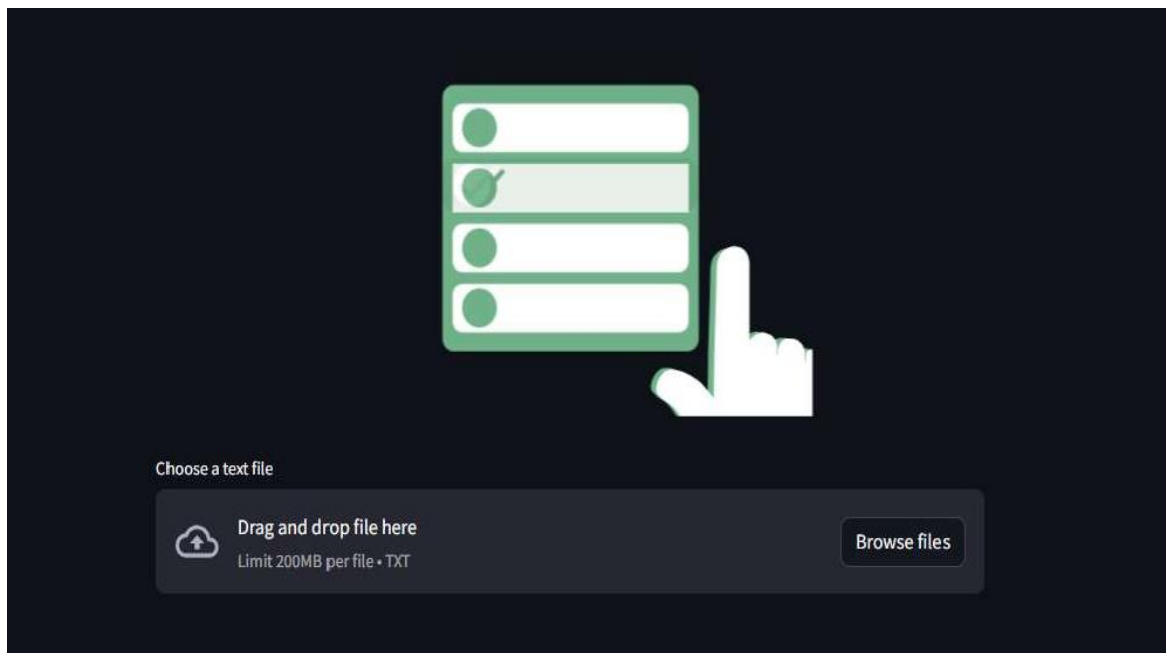 Choose a text file
Drag and drop file here
Limit 200MB per file • TXT
Browse files